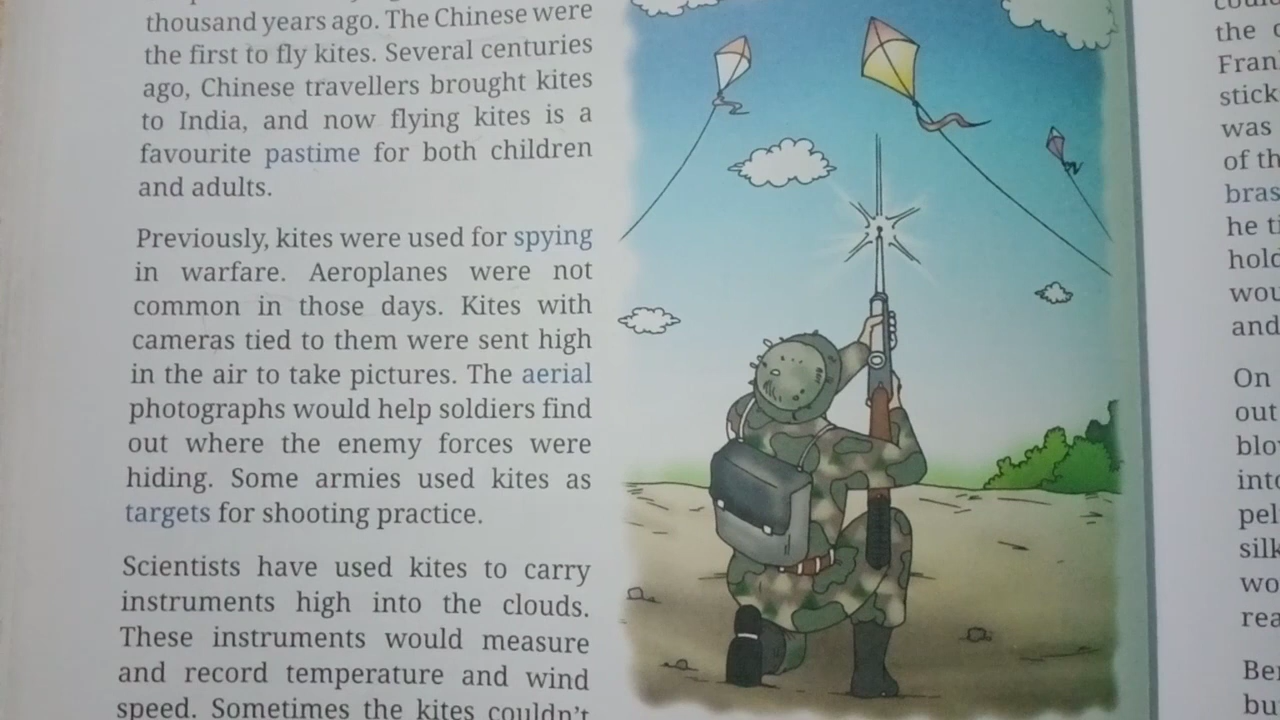 thousand years ago. The Chinese were
the first to fly kites. Several centuries
ago, Chinese travellers brought kites
to India, and now flying kites is a
favourite pastime for both children
and adults.
Previously, kites were used for spying
in warfare. Aeroplanes were not
common in those days. Kites with
cameras tied to them were sent high
in the air to take pictures. The aerial
photographs would help soldiers find
out where the enemy forces were
hiding. Some armies used kites as
targets for shooting practice.
Scientists have used kites to carry
instruments high into the clouds.
These instruments would measure
and record temperature and wind
speed. Sometimes the kites couldn't
the
Fran
stick
was
of th
bras
he ti
hold
wou
and
On
out
blo
into
pel
silk
wo
rea
Ber
bu